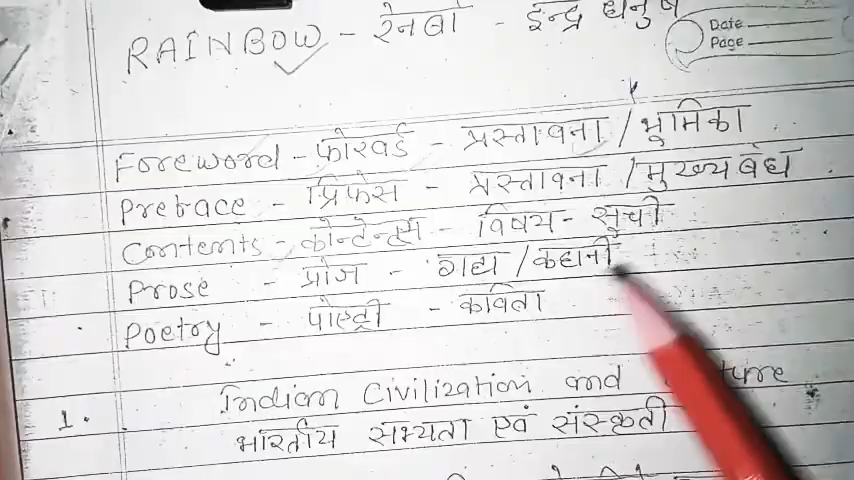 RAINBOW - रेनबो - इन्द्र धनुष
Date
Page
Foreword - फोरवर्ड - प्रस्तावना / भूमिका
Preface - प्रिफेस - प्रस्तावना / मुख्यबंध
Contents - कोन्टेन्ट्स - विषय - सूची
Prose - प्रोज - गद्य / कहानी
Poetry - पोएट्री - कविता
1. Indian Civilization and
भारतीय सभ्यता एवं संस्कृती